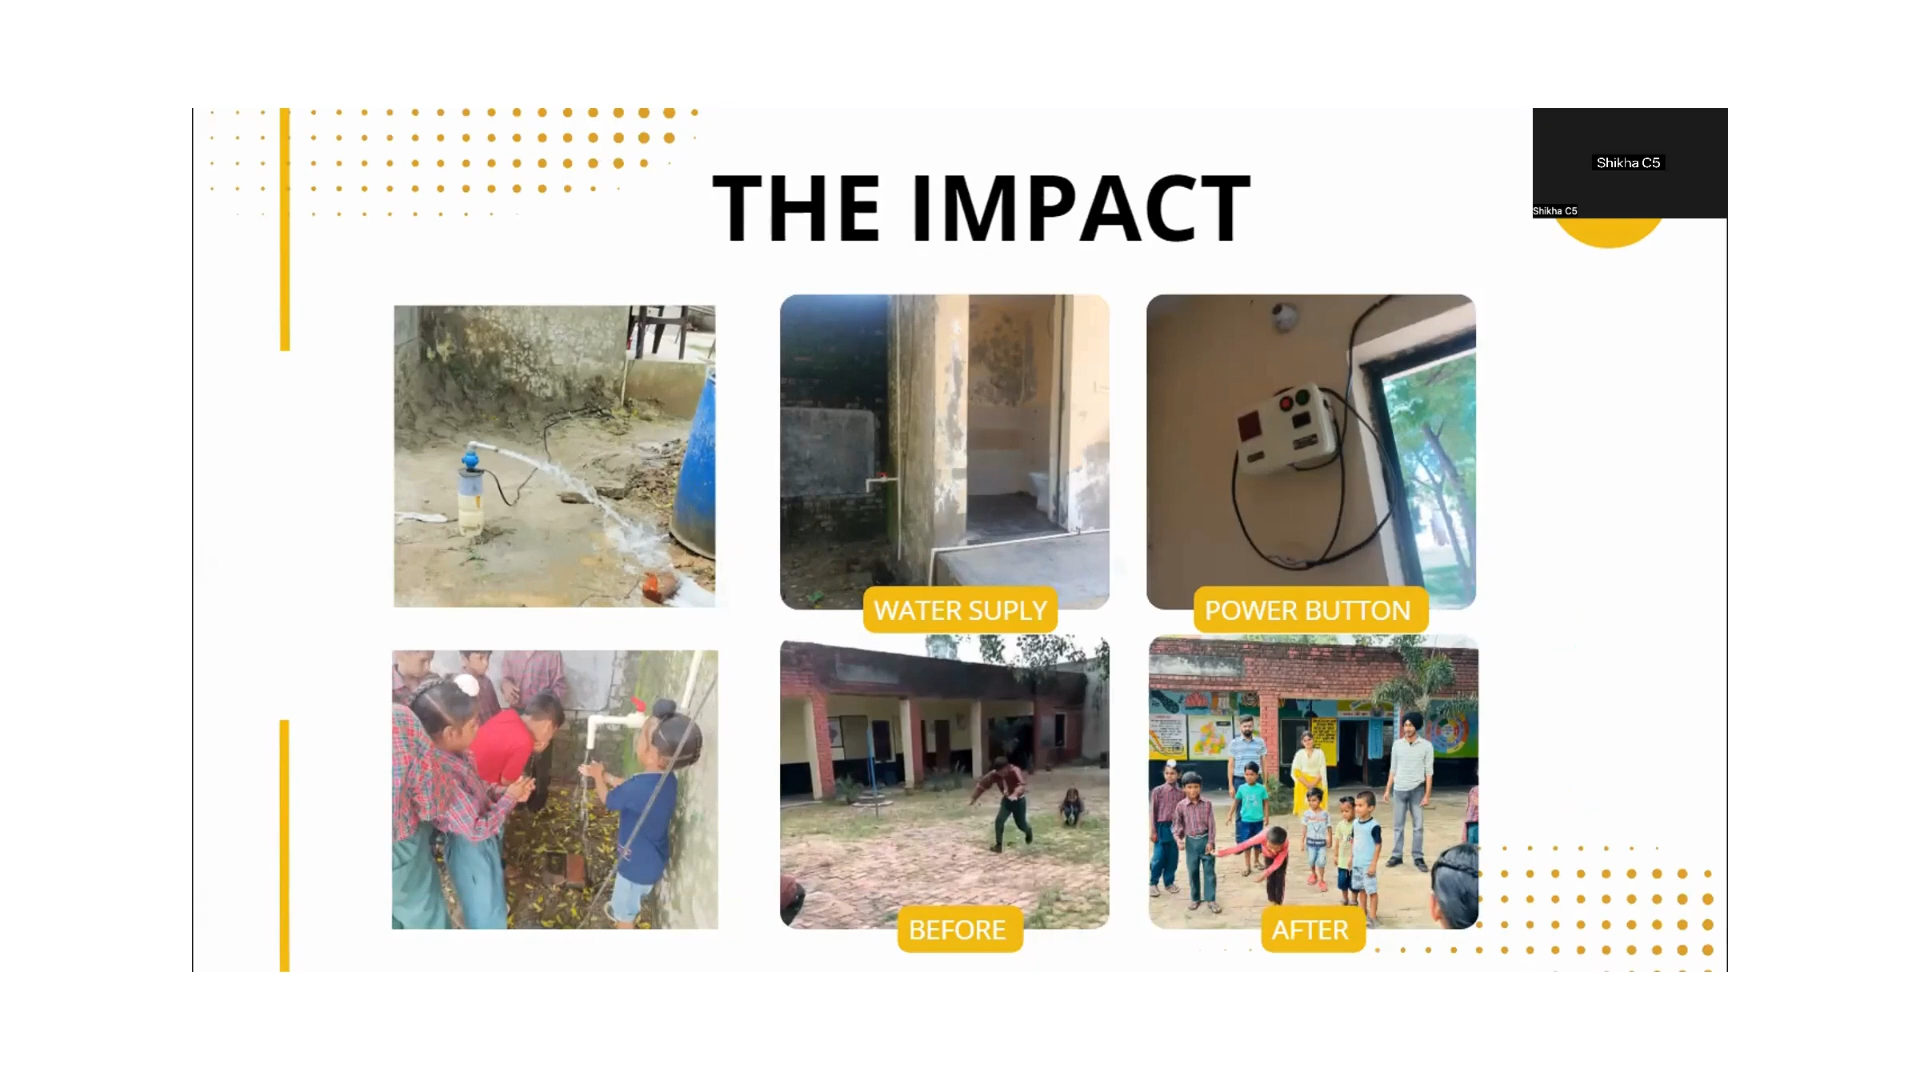 THE IMPACT
Shikha C5
Shikha C5
WATER SUPLY
POWER BUTTON
BEFORE
AFTER